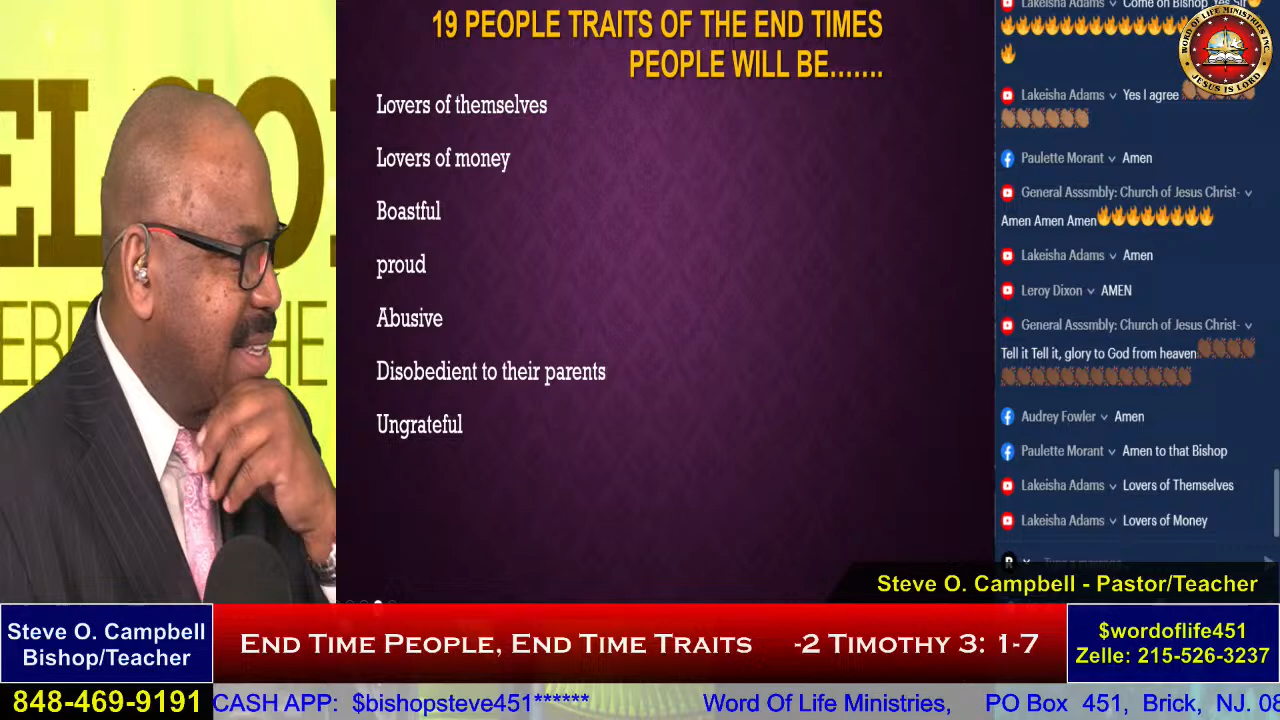 19 PEOPLE TRAITS OF THE END TIMES
PEOPLE WILL BE…….
Lovers of themselves
Lovers of money
Boastful
proud
Abusive
Disobedient to their parents
Ungrateful
Lakeisha Adams Come on Bishop, Yes Sir
WORD OF LIFE MINISTRIES INC.
JESUS IS LORD
Lakeisha Adams Yes I agree
Paulette Morant Amen
General Asssmbly: Church of Jesus Christ-
Amen Amen Amen
Lakeisha Adams Amen
Leroy Dixon AMEN
General Asssmbly: Church of Jesus Christ-
Tell it Tell it, glory to God from heaven
Audrey Fowler Amen
Paulette Morant Amen to that Bishop
Lakeisha Adams Lovers of Themselves
Lakeisha Adams Lovers of Money
Steve O. Campbell - Pastor/Teacher
Steve O. Campbell
Bishop/Teacher
End Time People, End Time Traits -2 Timothy 3: 1-7
$wordoflife451
Zelle: 215-526-3237
848-469-9191
CASH APP: $bishopsteve451****** Word Of Life Ministries, PO Box 451, Brick, NJ. 08